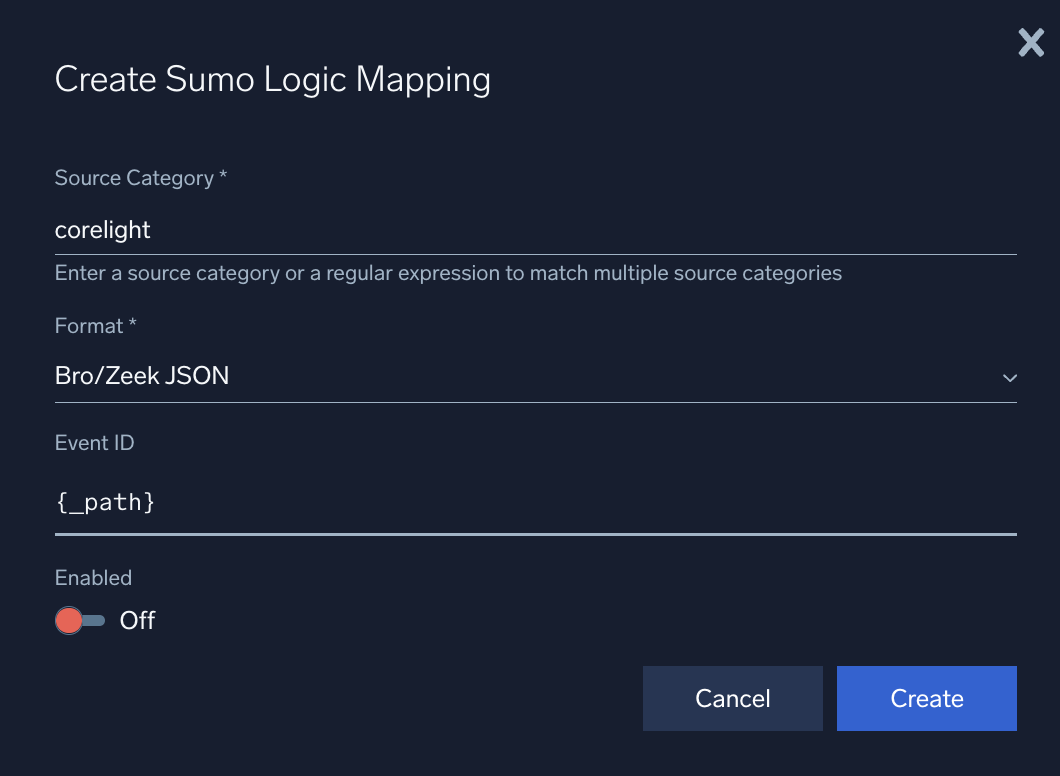 Create Sumo Logic Mapping
Source Category *
corelight
Enter a source category or a regular expression to match multiple source categories
Format *
Bro/Zeek JSON
Event ID
{_path}
Enabled
Off
Cancel Create